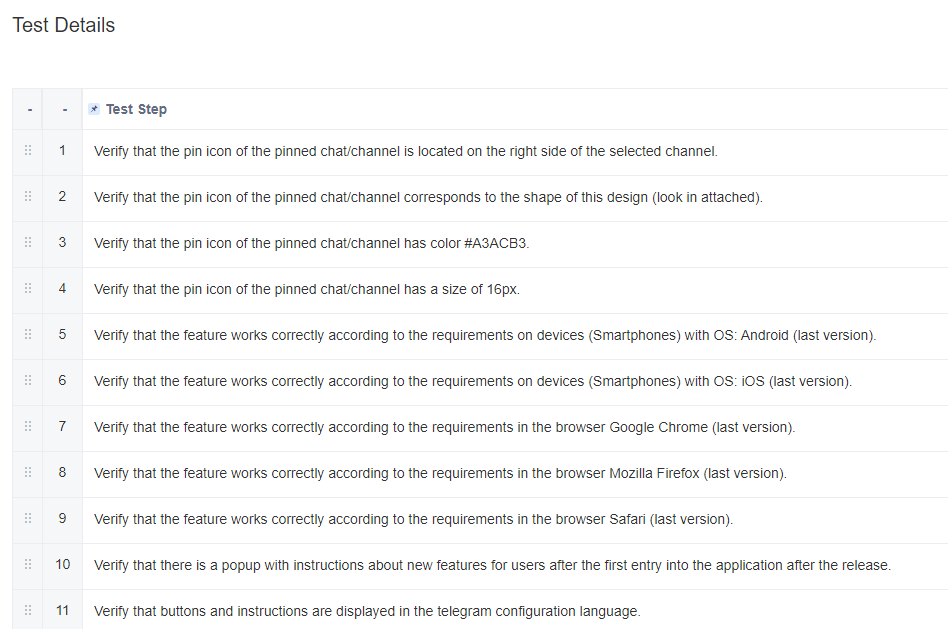 Test Details
- - Test Step
1 Verify that the pin icon of the pinned chat/channel is located on the right side of the selected channel.
2 Verify that the pin icon of the pinned chat/channel corresponds to the shape of this design (look in attached).
3 Verify that the pin icon of the pinned chat/channel has color #A3ACB3.
4 Verify that the pin icon of the pinned chat/channel has a size of 16px.
5 Verify that the feature works correctly according to the requirements on devices (Smartphones) with OS: Android (last version).
6 Verify that the feature works correctly according to the requirements on devices (Smartphones) with OS: iOS (last version).
7 Verify that the feature works correctly according to the requirements in the browser Google Chrome (last version).
8 Verify that the feature works correctly according to the requirements in the browser Mozilla Firefox (last version).
9 Verify that the feature works correctly according to the requirements in the browser Safari (last version).
10 Verify that there is a popup with instructions about new features for users after the first entry into the application after the release.
11 Verify that buttons and instructions are displayed in the telegram configuration language.